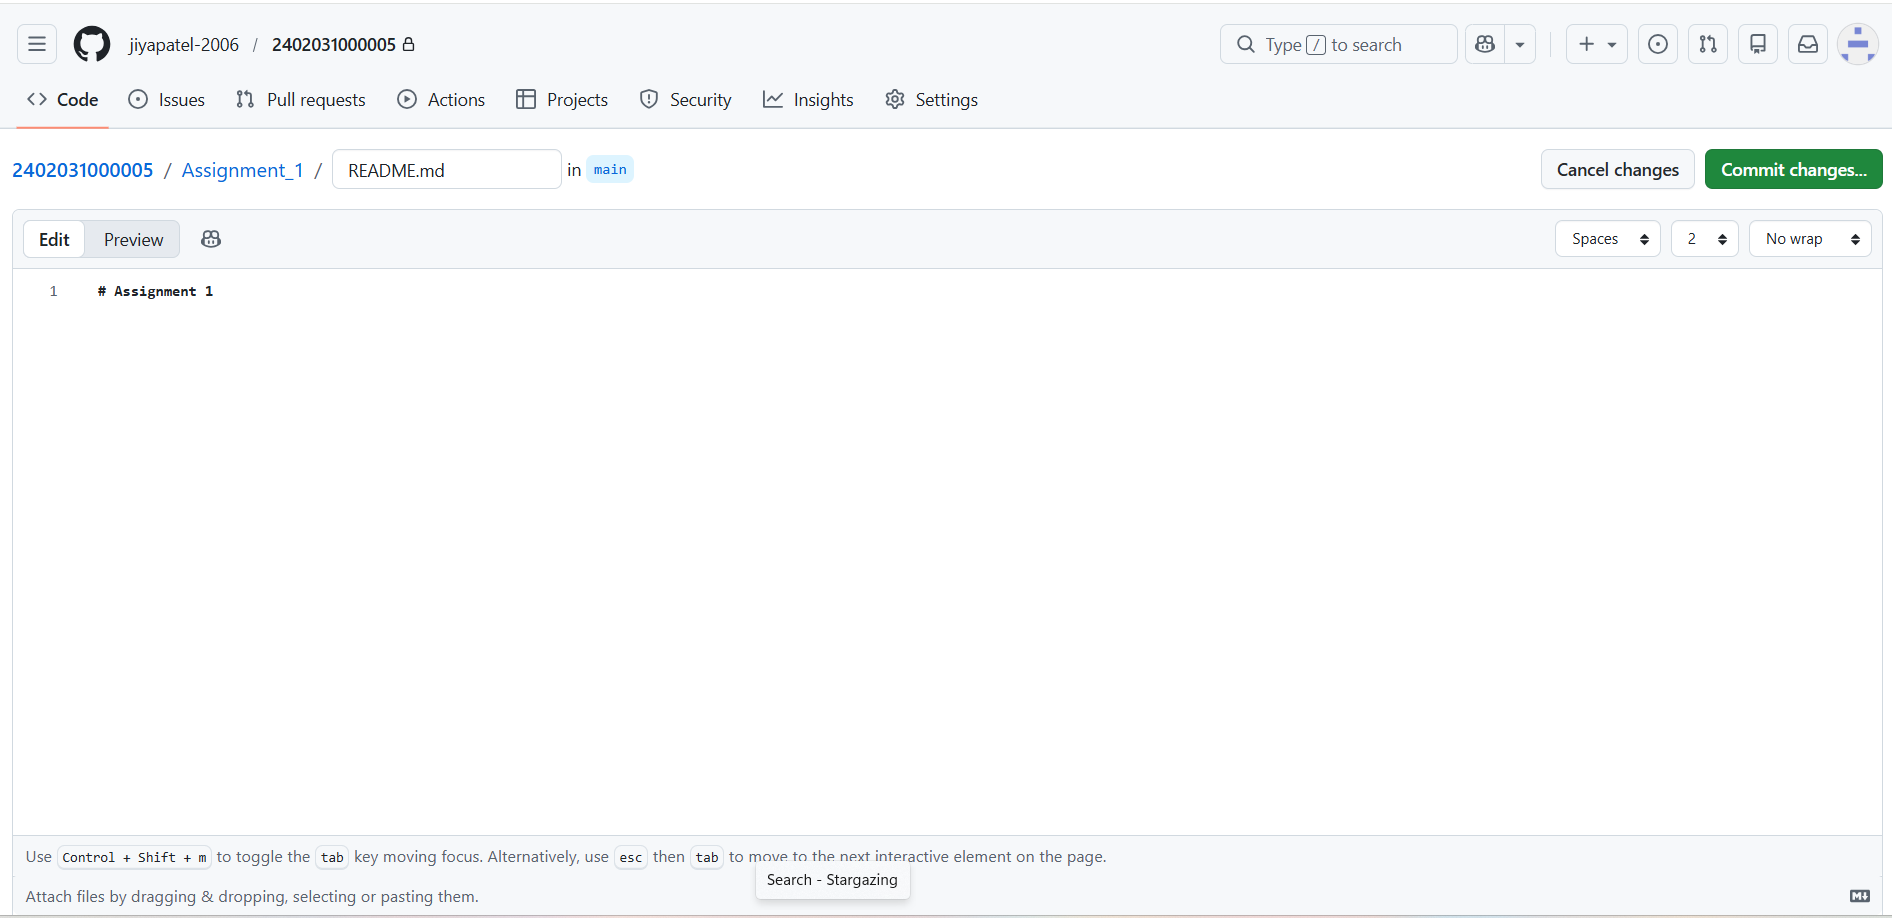 jiyapatel-2006 / 2402031000005
Type / to search
Code Issues Pull requests Actions Projects Security Insights Settings
2402031000005 / Assignment_1 / README.md in main
Cancel changes Commit changes...
Edit Preview
Spaces 2 No wrap
1 # Assignment 1
Use Control + Shift + m to toggle the tab key moving focus. Alternatively, use esc then tab to move to the next interactive element on the page.
Search - Stargazing
Attach files by dragging & dropping, selecting or pasting them.